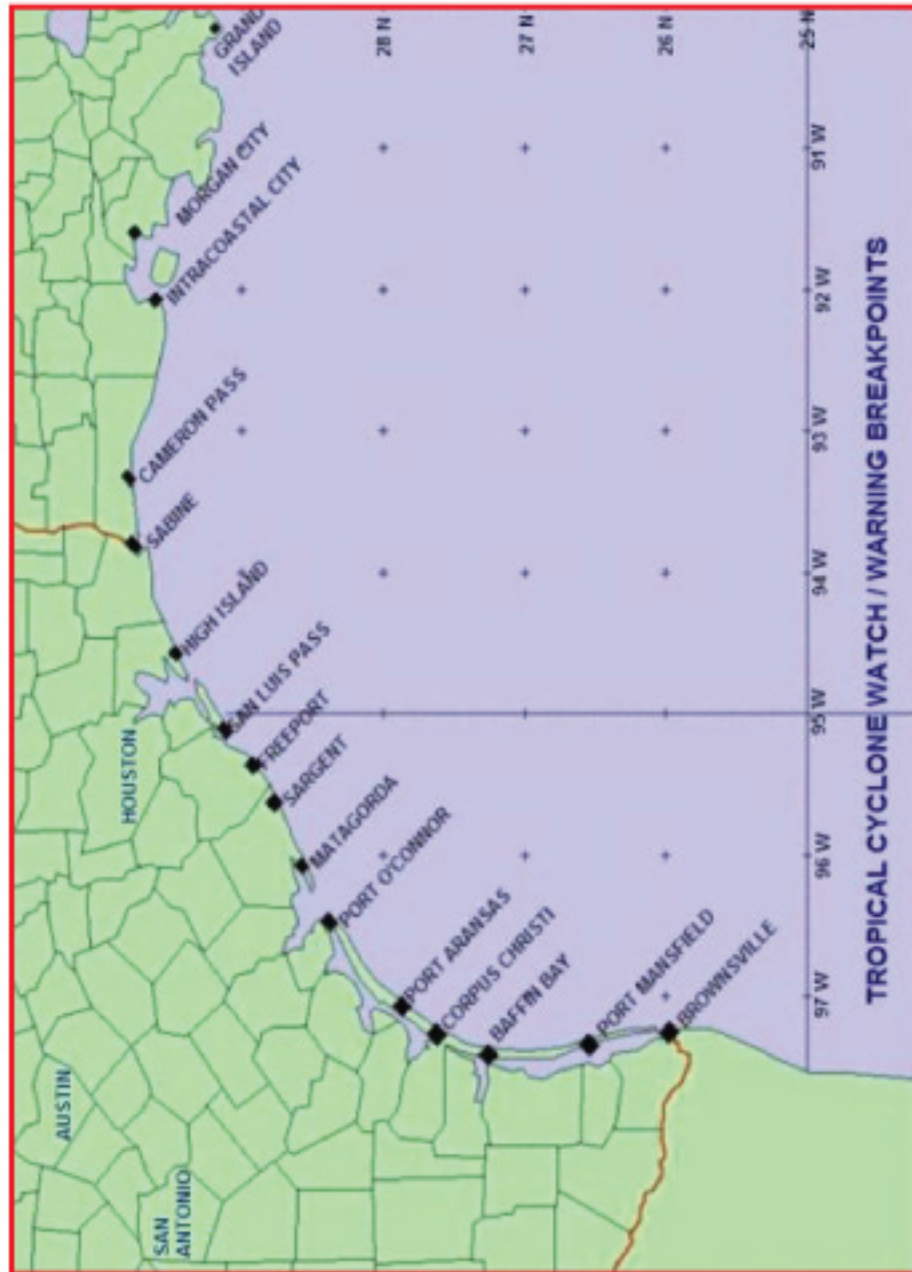 GRAND
ISLAND
MORGAN CITY
INTRACOASTAL CITY
CAMERON PASS
SABINE
HIGH ISLAND
HOUSTON
SAN LUIS PASS
FREEPORT
SARGENT
MATAGORDA
PORT O'CONNOR
AUSTIN
SAN
ANTONIO
PORT ARANSAS
CORPUS CHRISTI
BAFFIN BAY
PORT MANSFIELD
BROWNSVILLE
28 N
27 N
26 N
25 N
97 W
96 W
95 W
94 W
93 W
92 W
91 W
TROPICAL CYCLONE WATCH / WARNING BREAKPOINTS